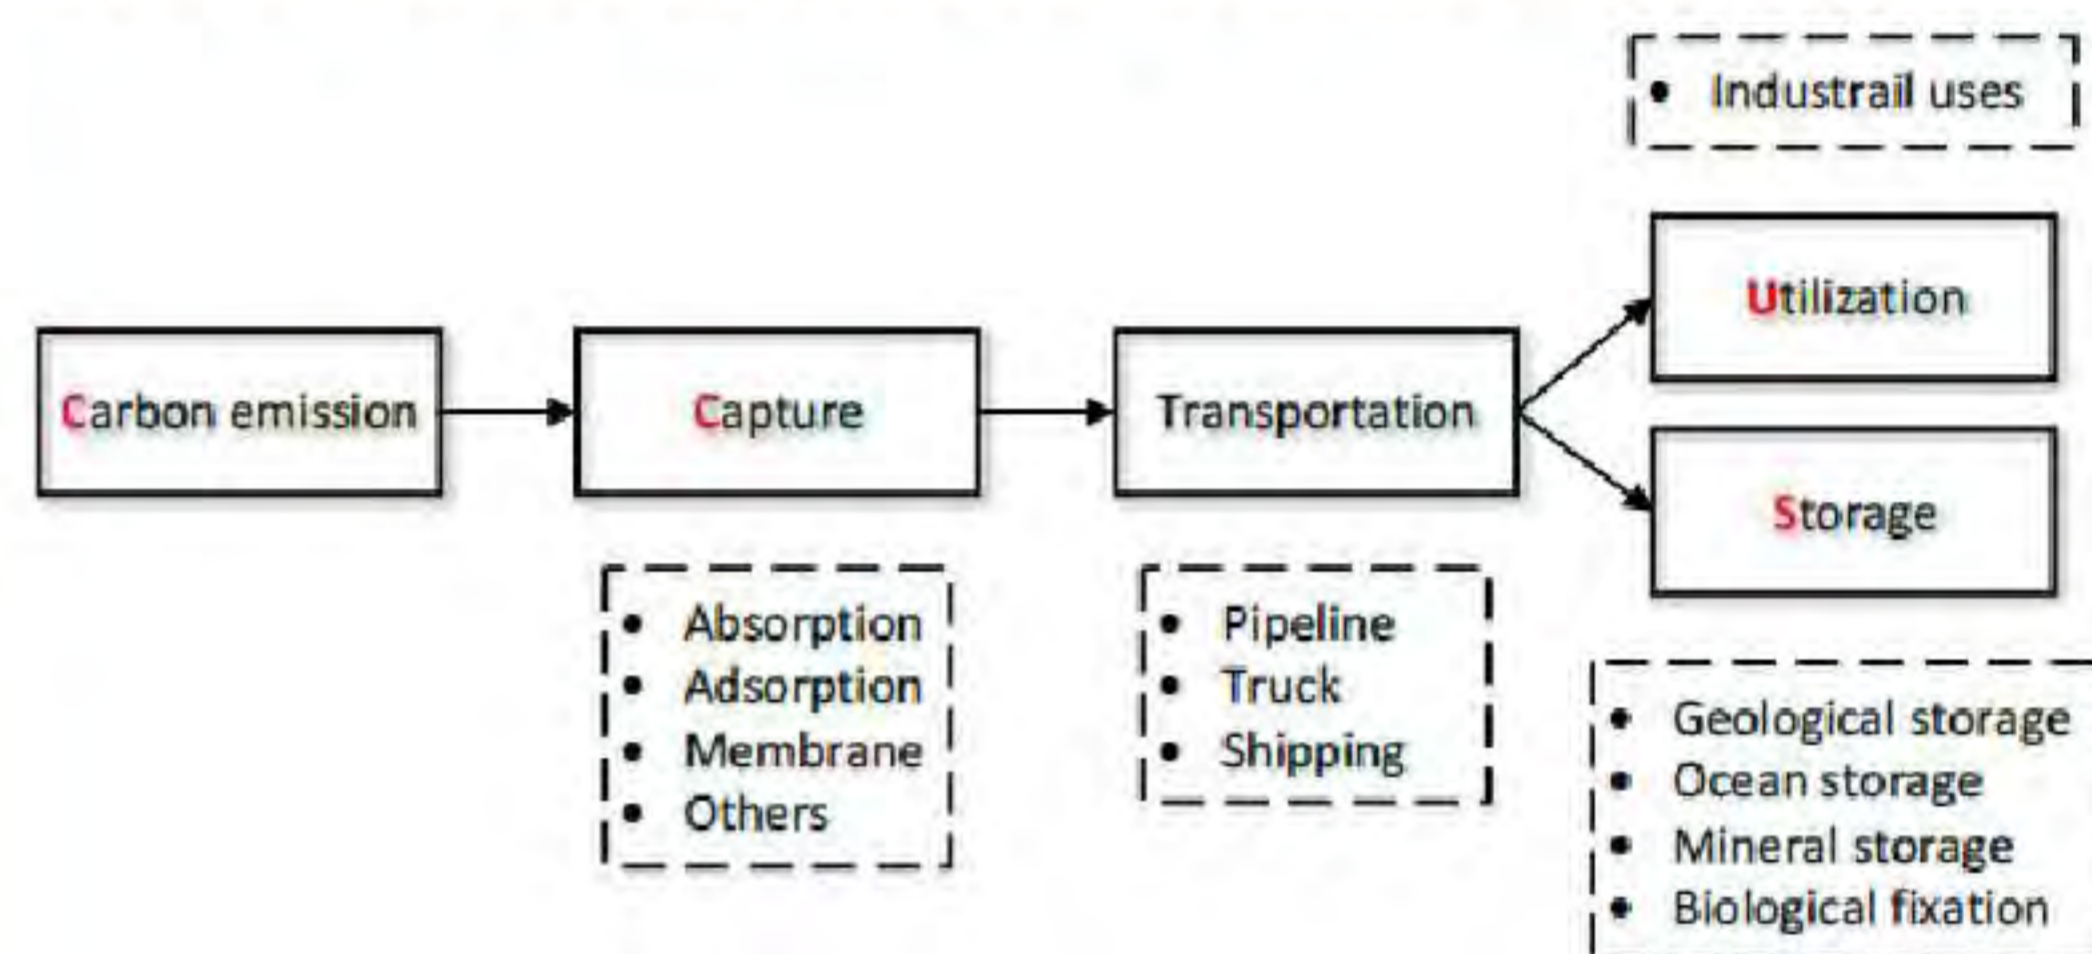 • Industrail uses
Utilization
Carbon emission
Capture
Transportation
Storage
• Absorption
• Adsorption
• Membrane
• Others
• Pipeline
• Truck
• Shipping
• Geological storage
• Ocean storage
• Mineral storage
• Biological fixation